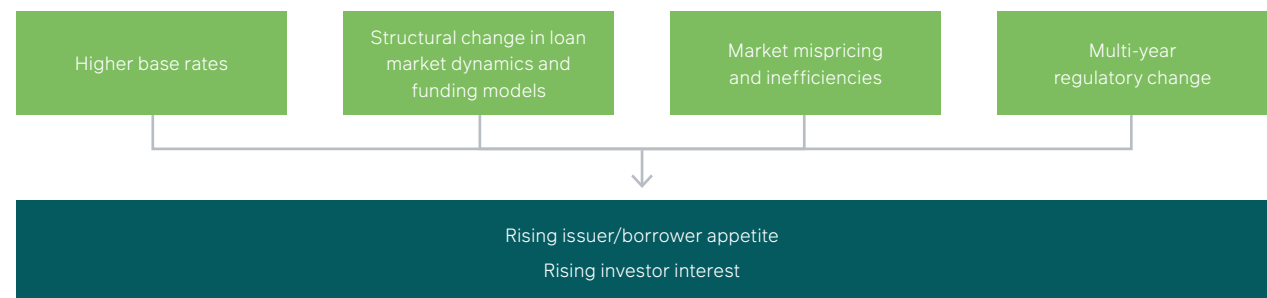 Higher base rates
Structural change in loan
market dynamics and
funding models
Market mispricing
and inefficiencies
Multi-year
regulatory change
Rising issuer/borrower appetite
Rising investor interest